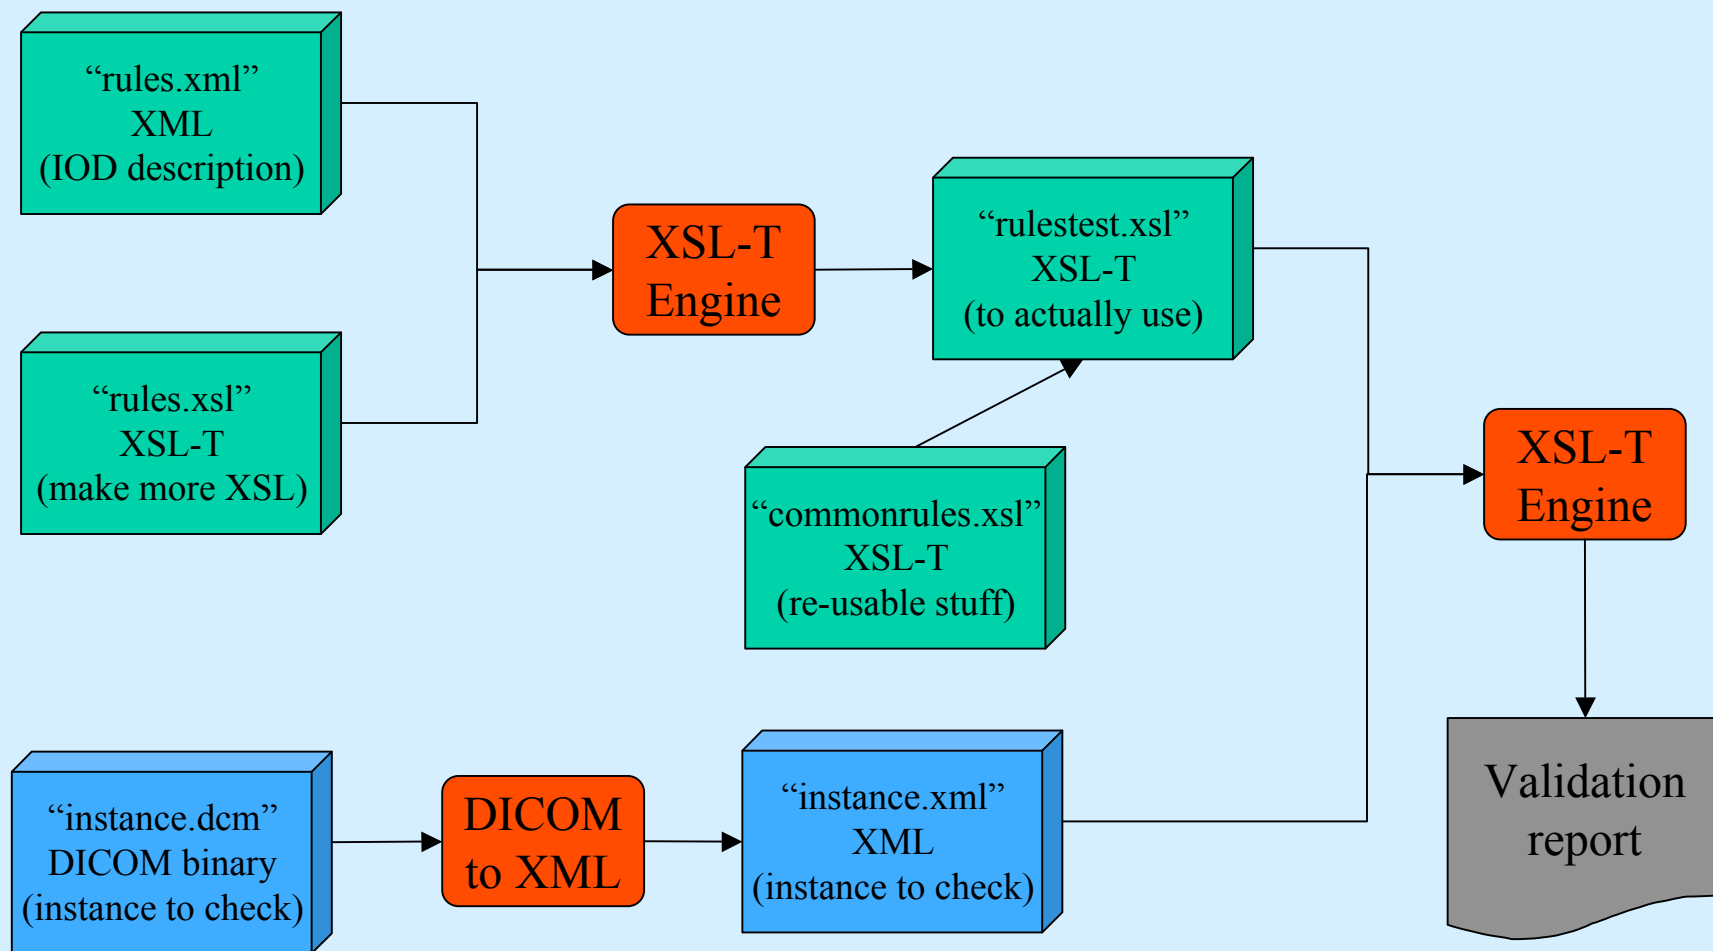 “rules.xml”
XML
(IOD description)
“rules.xsl”
XSL-T
(make more XSL)
XSL-T
Engine
“rulestest.xsl”
XSL-T
(to actually use)
“commonrules.xsl”
XSL-T
(re-usable stuff)
XSL-T
Engine
“instance.dcm”
DICOM binary
(instance to check)
DICOM
to XML
“instance.xml”
XML
(instance to check)
Validation
report